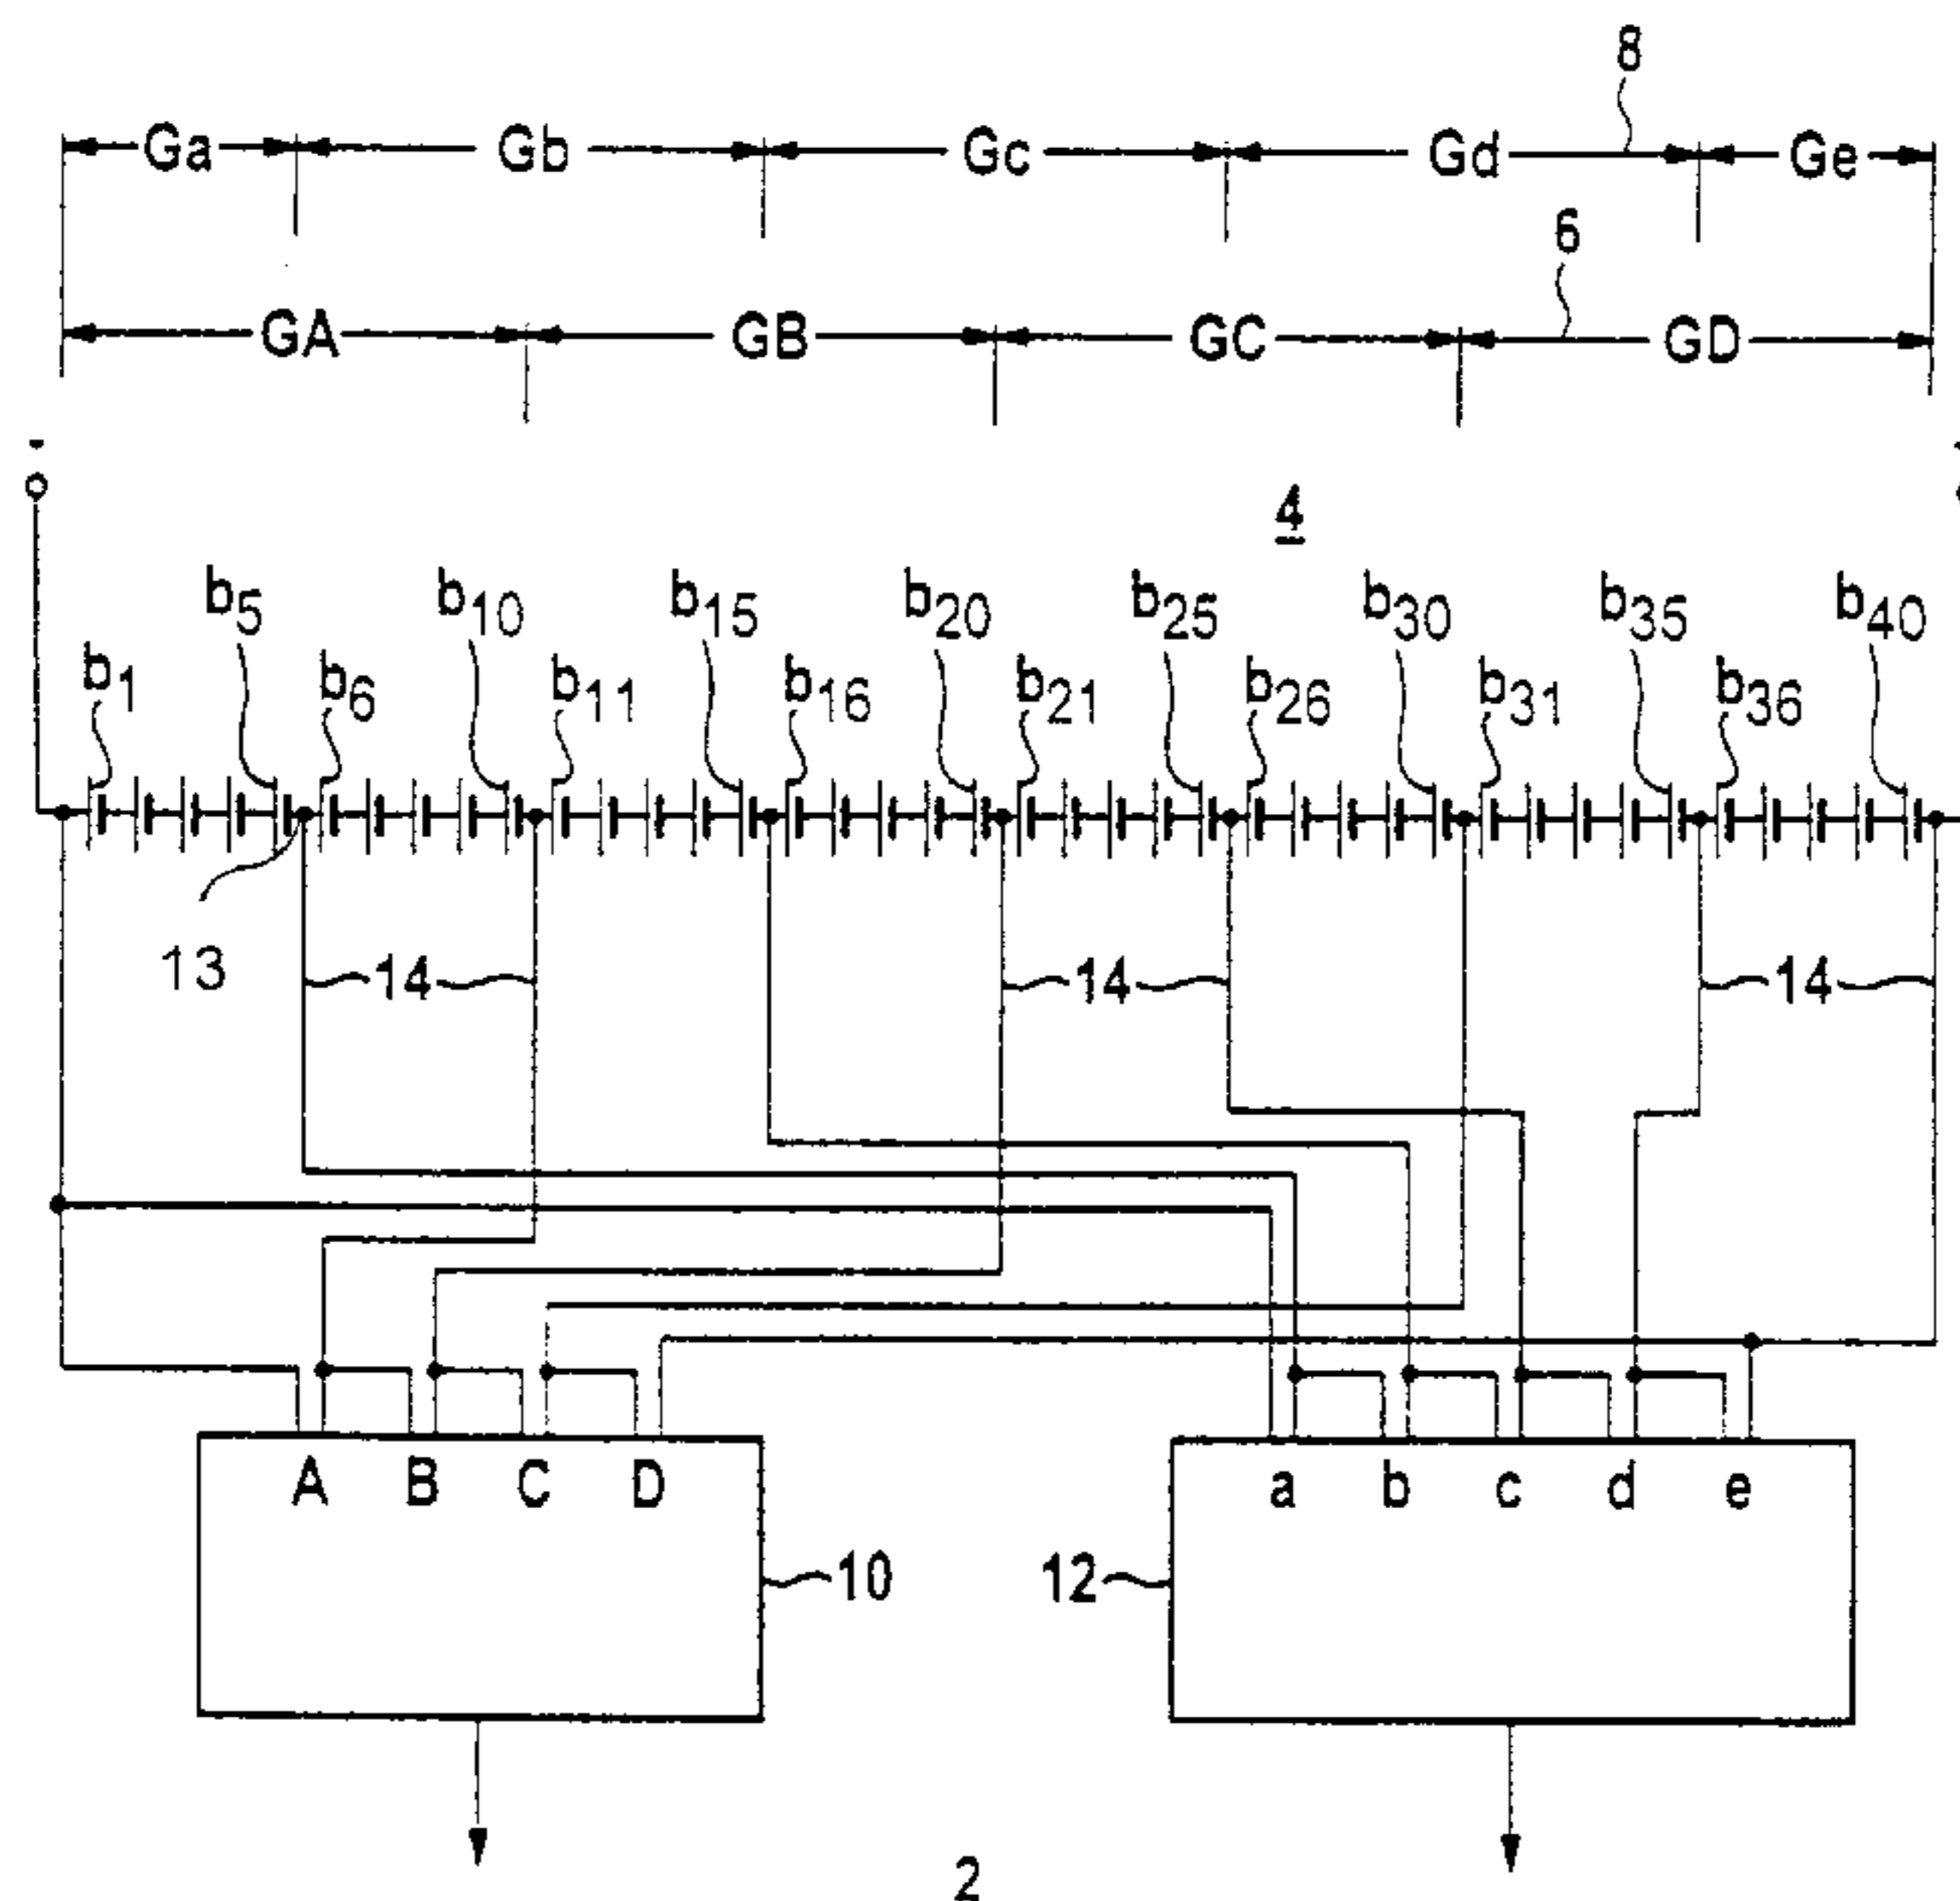 8
Ga Gb Gc Gd Ge
6
GA GB GC GD
4
b5 b10 b15 b20 b25 b30 b35 b40
b1 b6 b11 b16 b21 b26 b31 b36
13 14 14 14
A B C D a b c d e
10 12
2